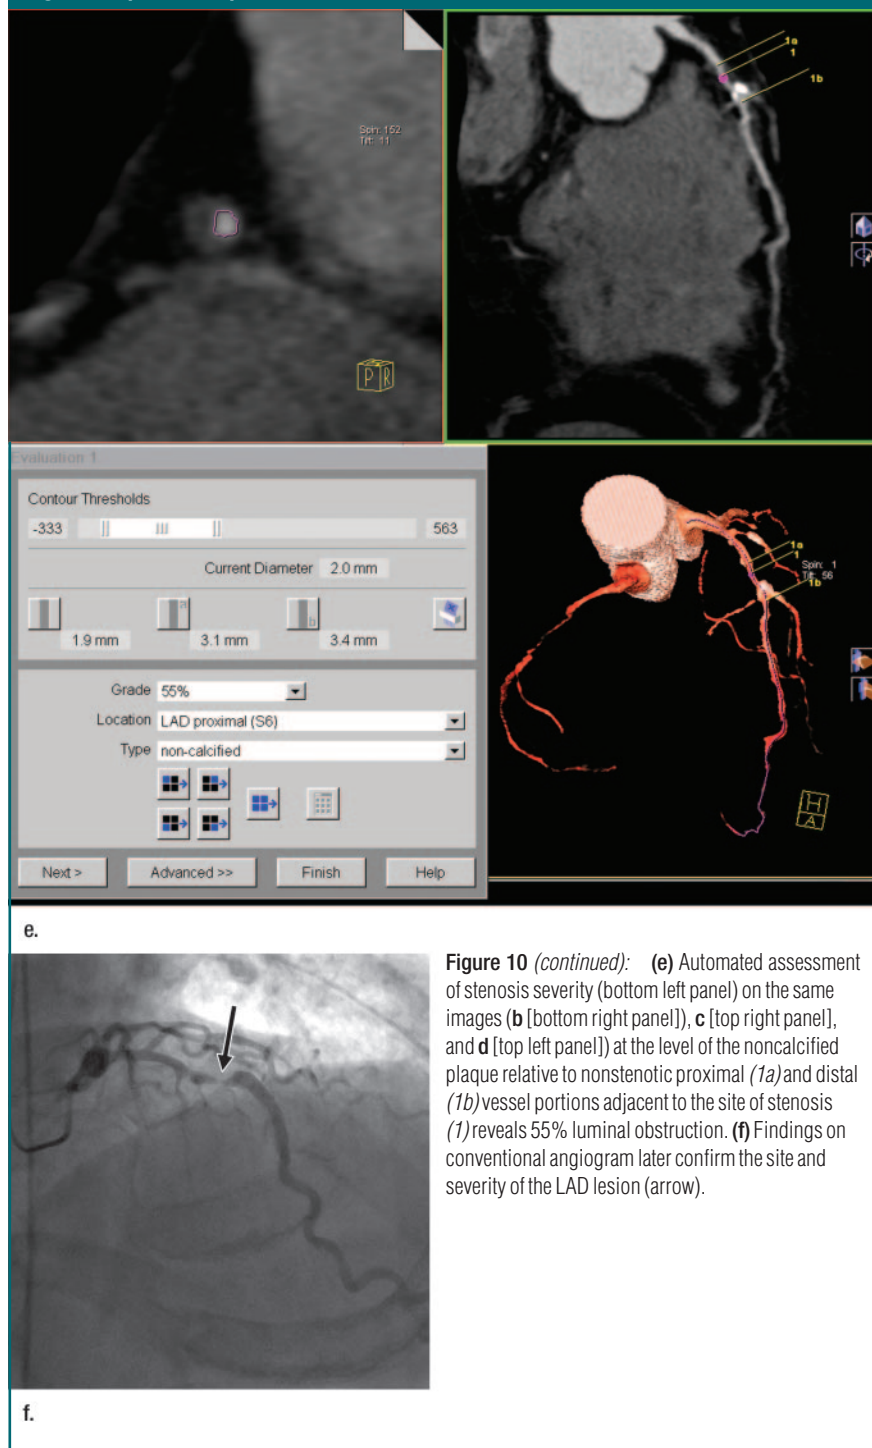 Spin: 152
Tilt: 11
P R
1a
1
1b
Evaluation 1
Contour Thresholds
-333
563
Current Diameter 2.0 mm
a
b
1.9 mm 3.1 mm 3.4 mm
Grade 55%
Location LAD proximal (S6)
Type non-calcified
Next > Advanced >> Finish Help
1a
1
Spin: 1
Tilt: 56
1b
H
A
e.
Figure 10 (continued): (e) Automated assessment
of stenosis severity (bottom left panel) on the same
images (b [bottom right panel]), c [top right panel],
and d [top left panel]) at the level of the noncalcified
plaque relative to nonstenotic proximal (1a) and distal
(1b) vessel portions adjacent to the site of stenosis
(1) reveals 55% luminal obstruction. (f) Findings on
conventional angiogram later confirm the site and
severity of the LAD lesion (arrow).
f.